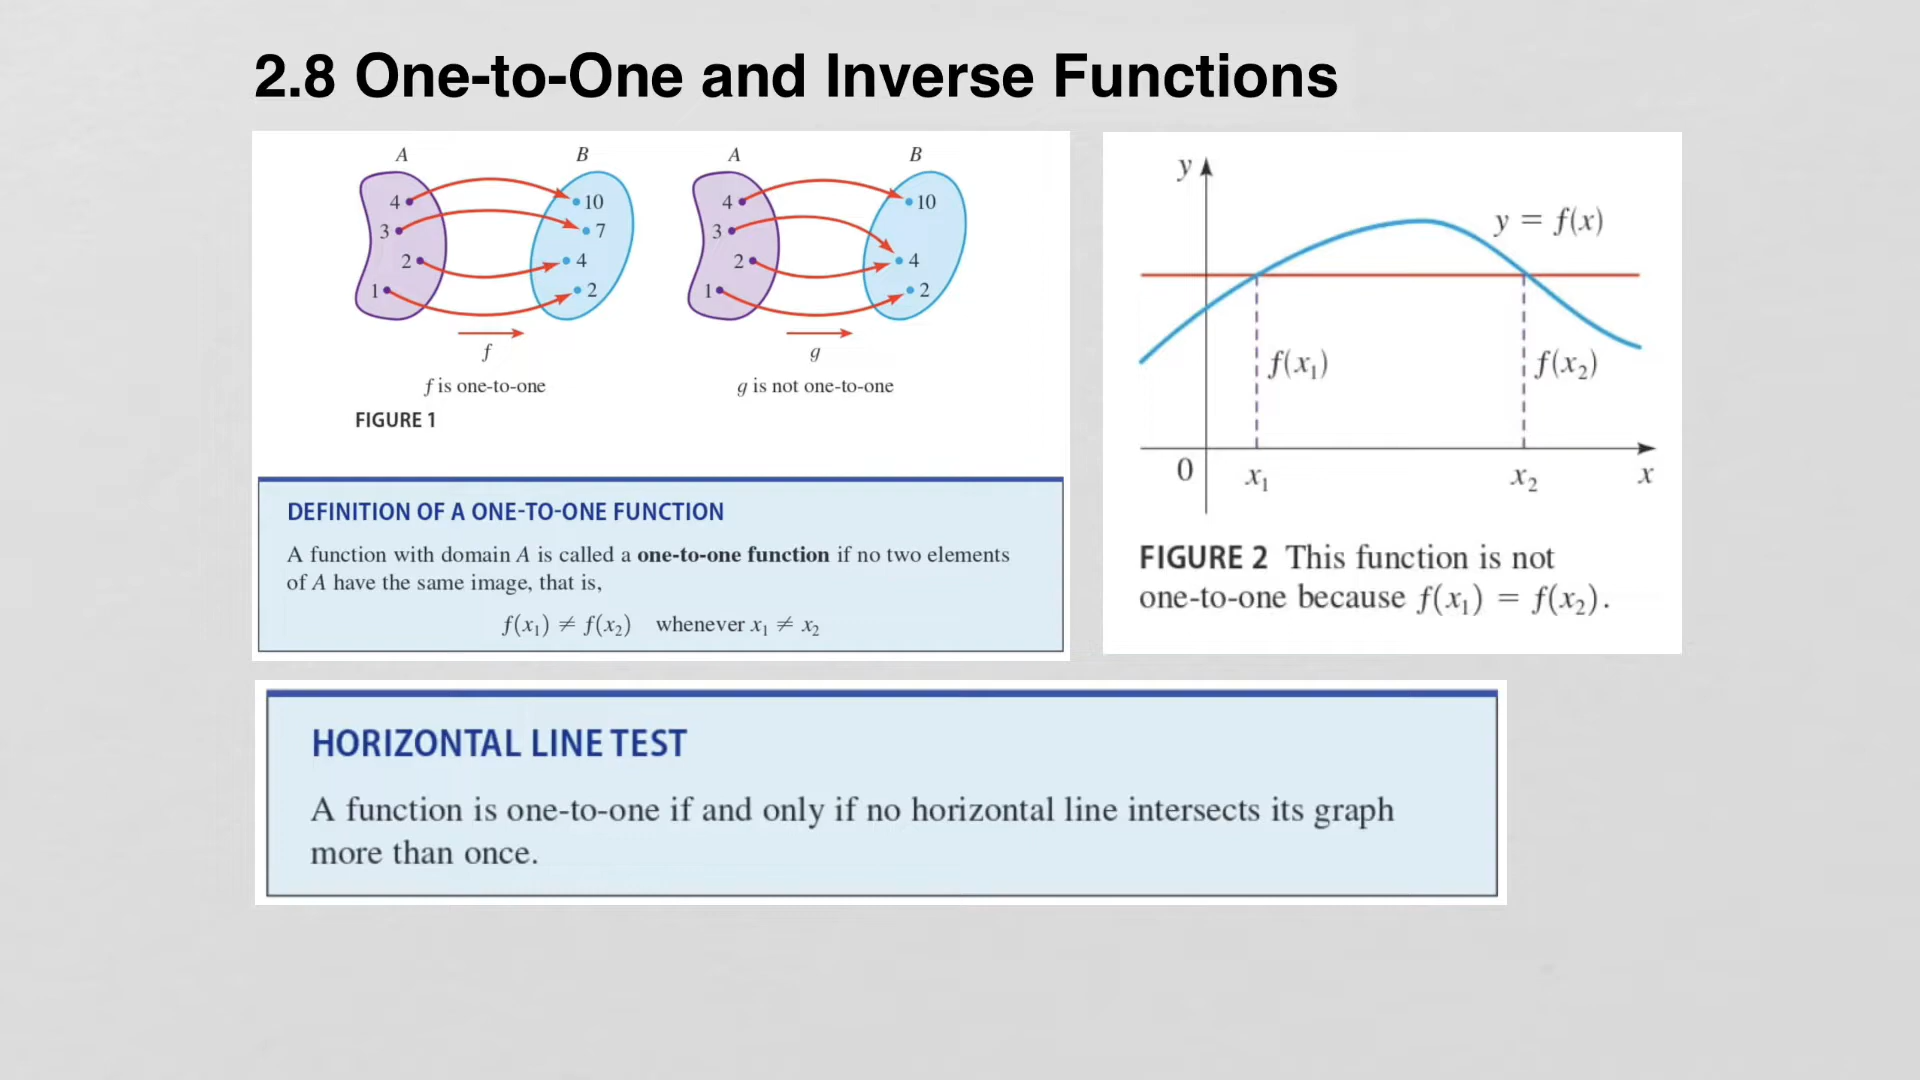 2.8 One-to-One and Inverse Functions
A B
4 10
3 7
2 4
1 2
f
f is one-to-one
A B
4 10
3
2 4
1 2
g
g is not one-to-one
FIGURE 1
DEFINITION OF A ONE-TO-ONE FUNCTION
A function with domain A is called a one-to-one function if no two elements
of A have the same image, that is,
f(x₁) ≠ f(x₂) whenever x₁ ≠ x₂
y
y = f(x)
f(x₁) f(x₂)
0 x₁ x₂ x
FIGURE 2 This function is not
one-to-one because f(x₁) = f(x₂).
HORIZONTAL LINE TEST
A function is one-to-one if and only if no horizontal line intersects its graph
more than once.